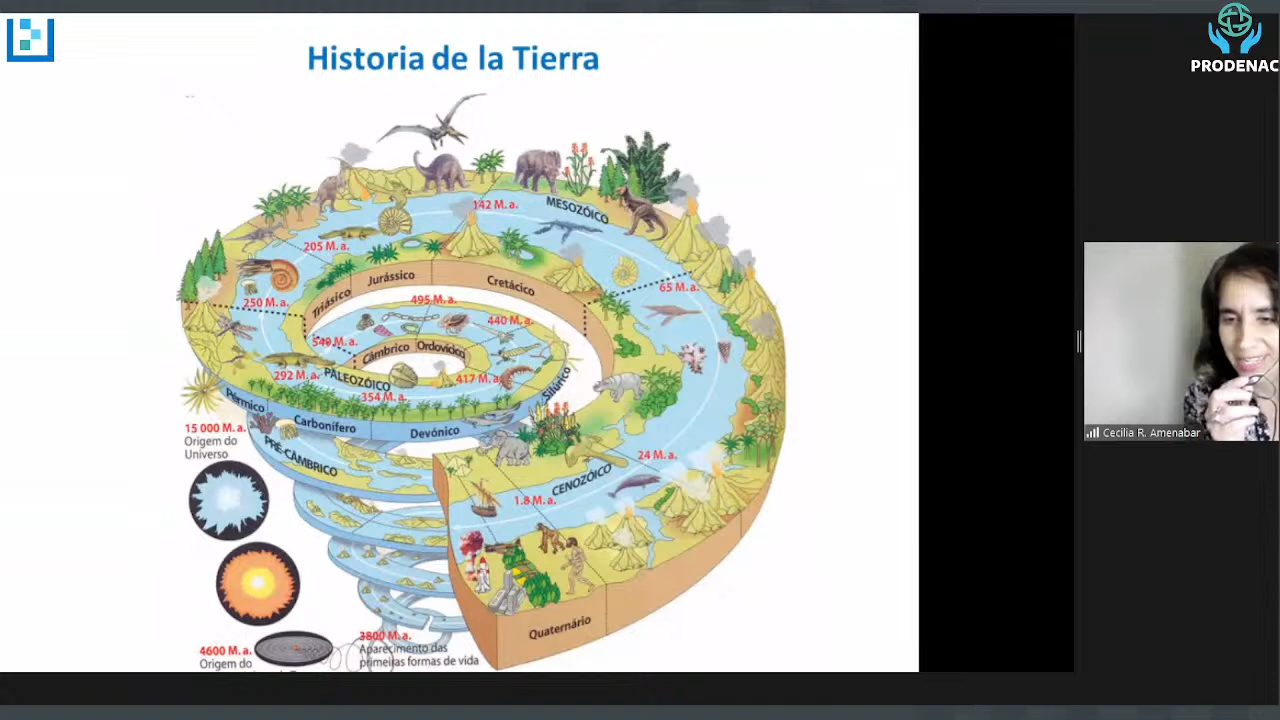 Historia de la Tierra
PRODENAC
142 M. a.
MESOZÓICO
205 M. a.
Jurássico
Cretácico
65 M. a.
250 M. a.
Triásico
495 M. a.
440 M. a.
540 M. a.
Câmbrico
Ordovícico
292 M. a.
PALEOZÓICO
417 M. a.
354 M. a.
Silúrico
Pérmico
Carbonífero
Devónico
15 000 M. a.
Origem do
Universo
PRÉ-CÂMBRICO
24 M. a.
CENOZÓICO
1.8 M. a.
Quaternário
3800 M. a.
Aparecimento das
primeiras formas de vida
4600 M. a.
Origem do
Cecilia R. Amenabar